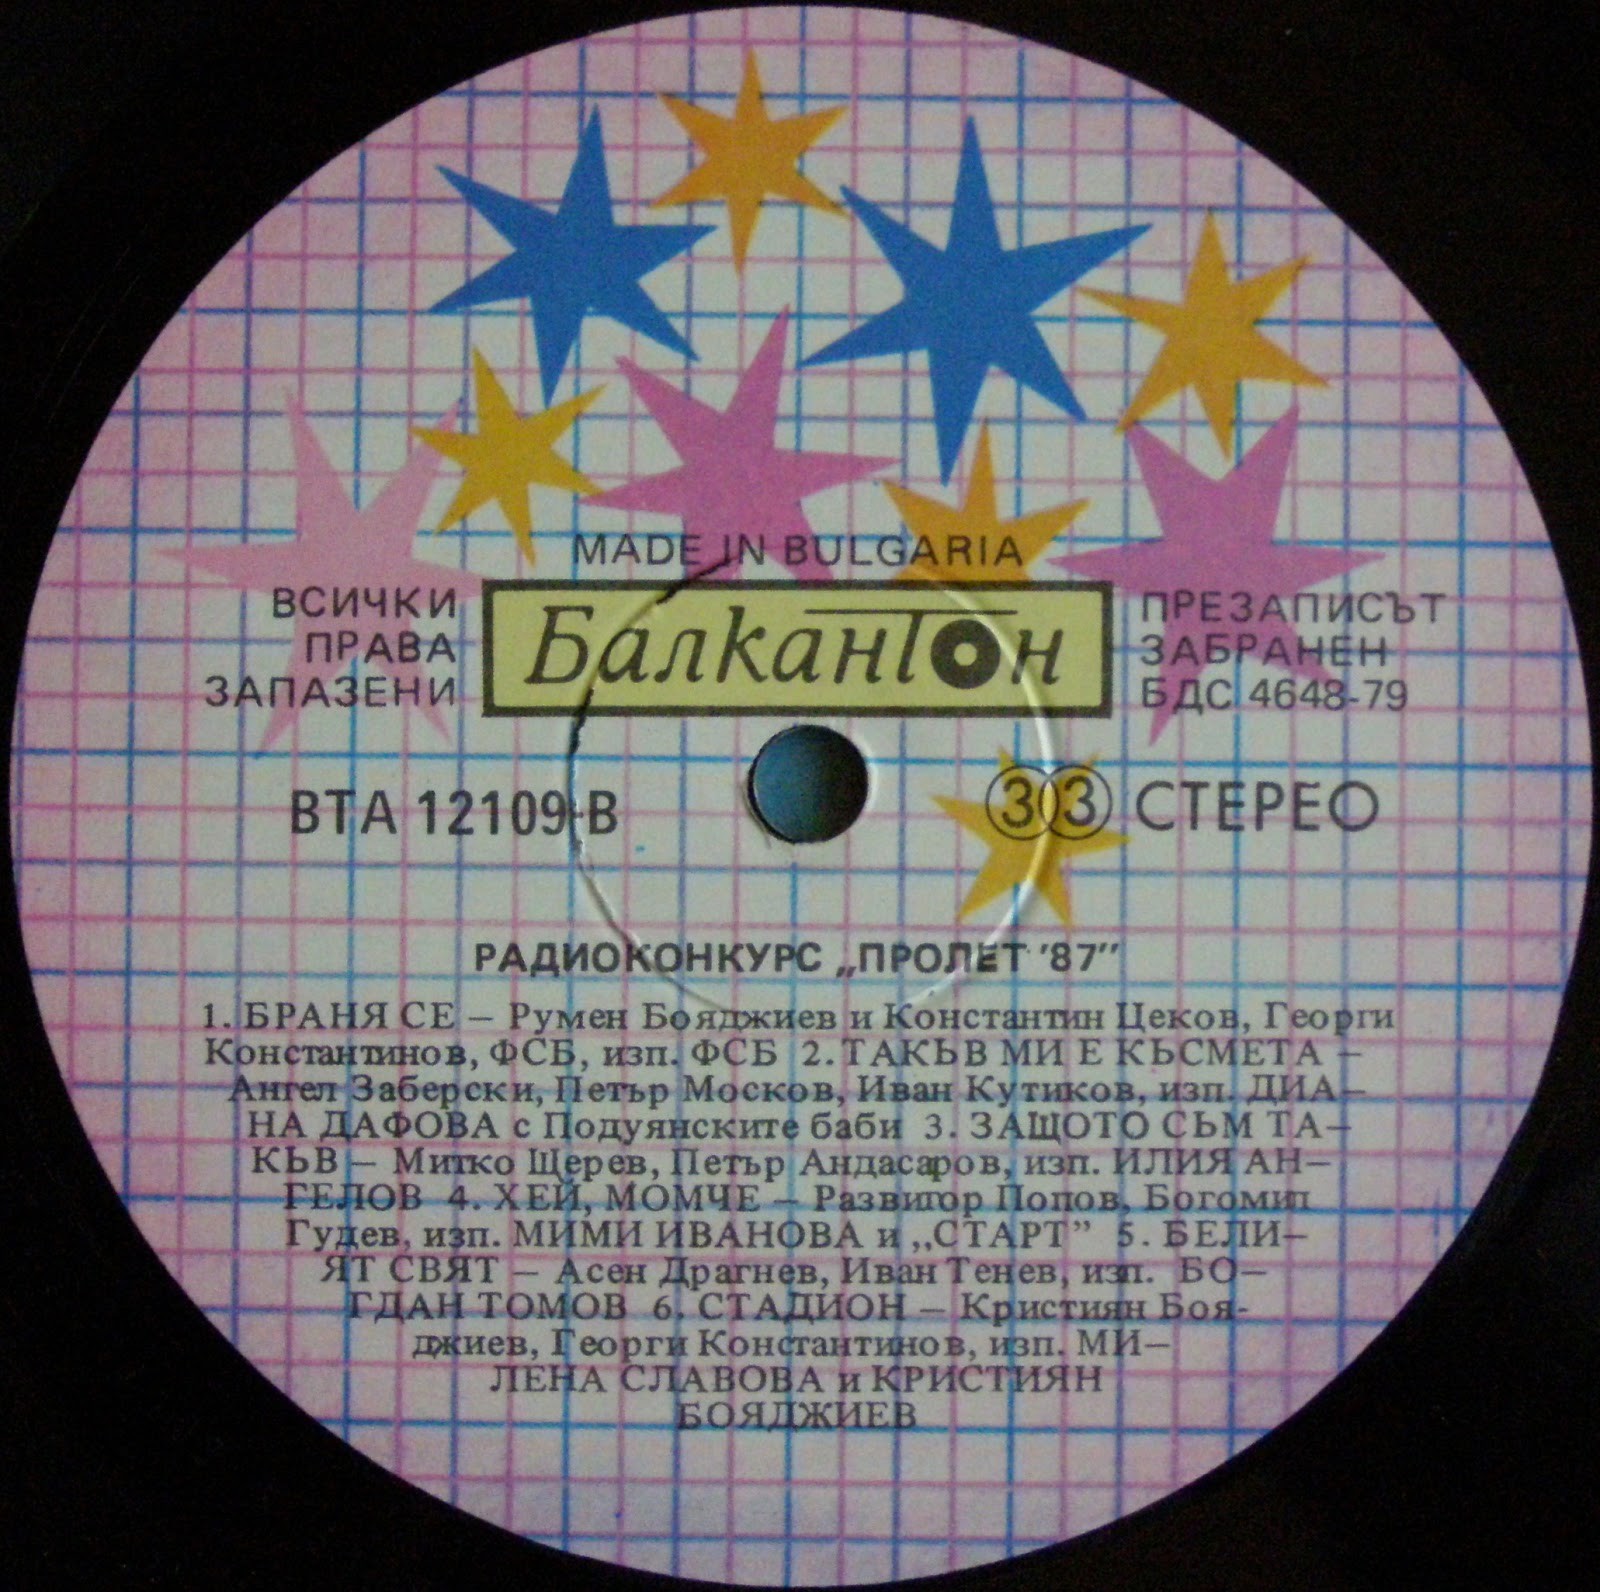 MADE IN BULGARIA
ВСИЧКИ
ПРАВА
ЗАПАЗЕНИ
Балкантон
ПРЕЗАПИСЪТ
ЗАБРАНЕН
БДС 4648-79
ВТА 12109-В
33 СТЕРЕО
РАДИОКОНКУРС „ПРОЛЕТ '87”
1. БРАНЯ СЕ — Румен Бояджиев и Константин Цеков, Георги
Константинов, ФСБ, изп. ФСБ 2. ТАКЪВ МИ Е КЪСМЕТА —
Ангел Заберски, Петър Москов, Иван Кутиков, изп. ДИА—
НА ДАФОВА с Подуянските баби 3. ЗАЩОТО СЪМ ТА—
КЪВ — Митко Щерев, Петър Андасаров, изп. ИЛИЯ АН—
ГЕЛОВ 4. ХЕЙ, МОМЧЕ — Развигор Попов, Богомил
Гудев, изп. МИМИ ИВАНОВА и „СТАРТ” 5. БЕЛИ—
ЯТ СВЯТ — Асен Драгнев, Иван Тенев, изп. БО—
ГДАН ТОМОВ 6. СТАДИОН — Кристиян Боя-
джиев, Георги Константинов, изп. МИ—
ЛЕНА СЛАВОВА и КРИСТИЯН
БОЯДЖИЕВ